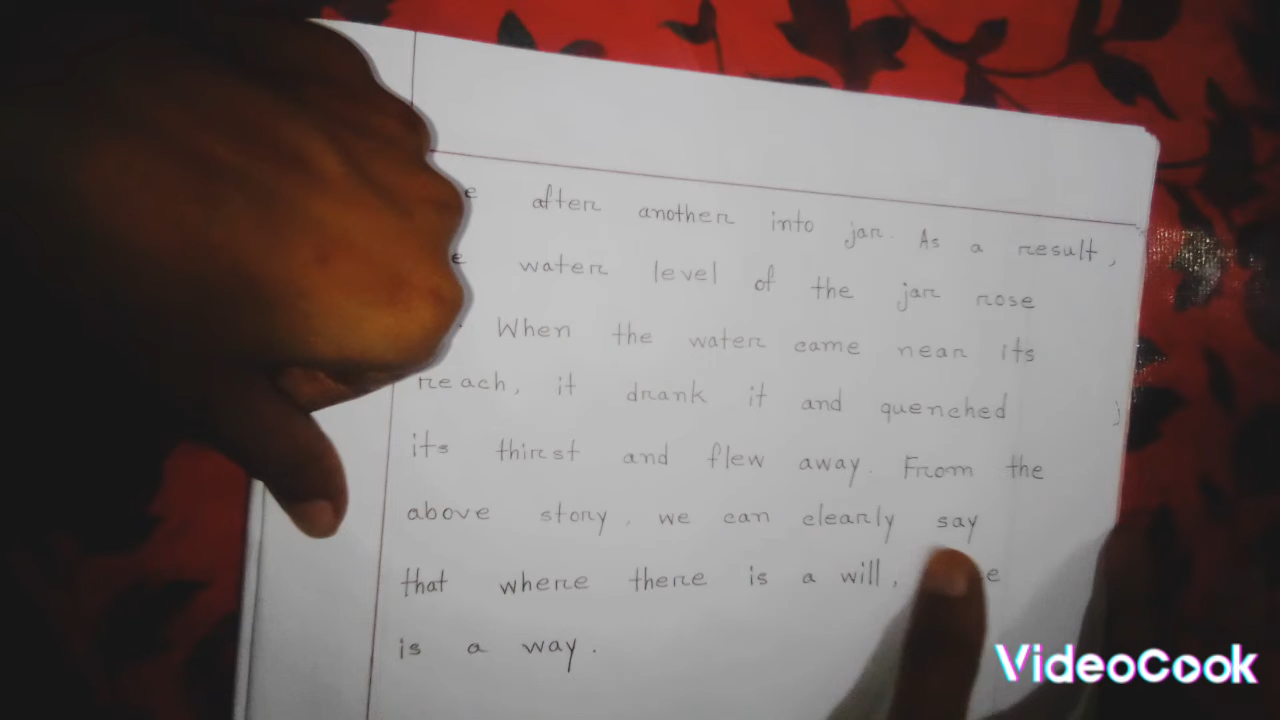 after another into jar. As a result,
water level of the jar rose
When the water came near its
reach, it drank it and quenched
its thirst and flew away. From the
above story, we can clearly say
that where there is a will,
is a way.
VideoCook